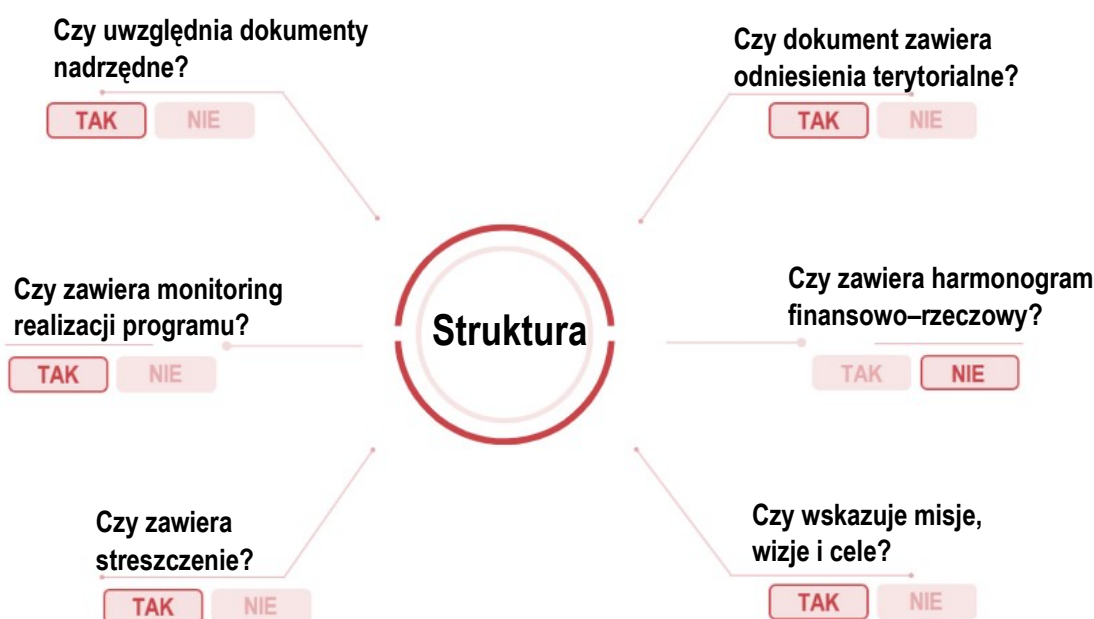 Czy uwzględnia dokumenty
nadrzędne?
TAK NIE
Czy dokument zawiera
odniesienia terytorialne?
TAK NIE
Czy zawiera monitoring
realizacji programu?
TAK NIE
Struktura
Czy zawiera harmonogram
finansowo–rzeczowy?
TAK NIE
Czy zawiera
streszczenie?
TAK NIE
Czy wskazuje misje,
wizje i cele?
TAK NIE